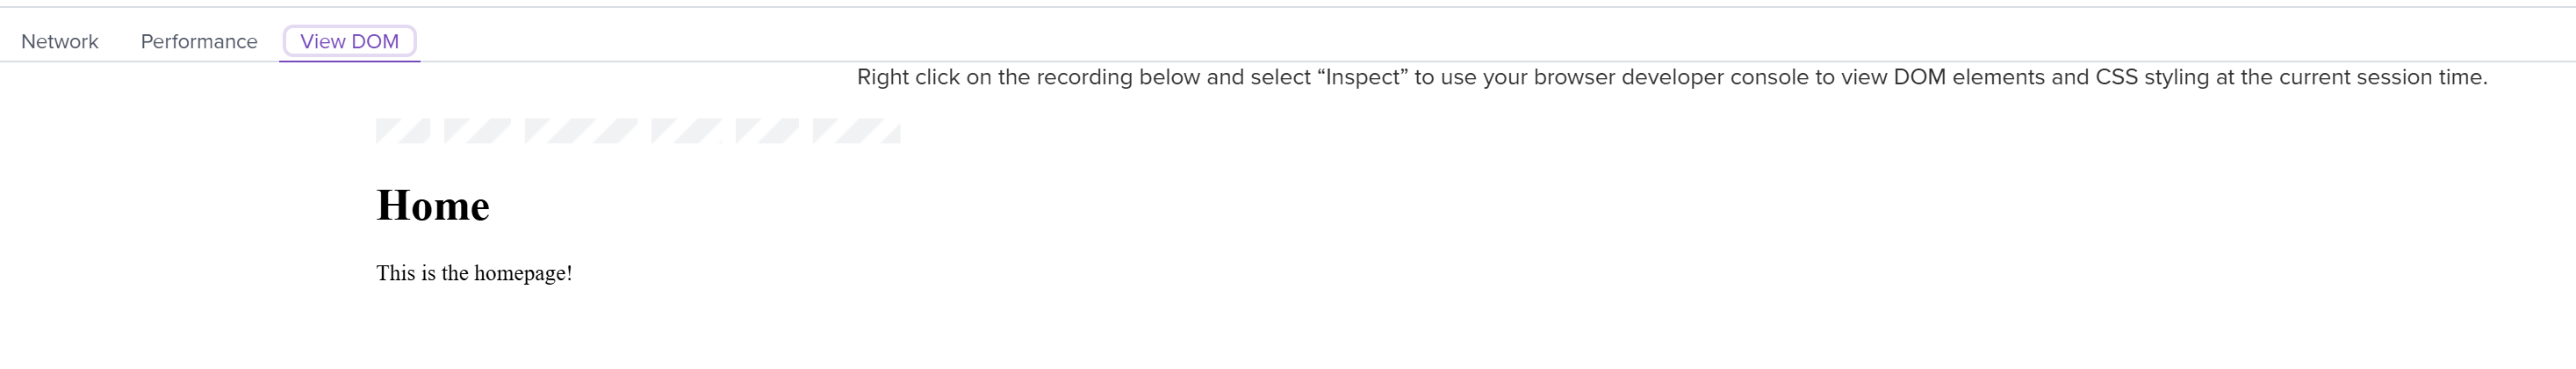 Network Performance View DOM
Right click on the recording below and select “Inspect” to use your browser developer console to view DOM elements and CSS styling at the current session time.
Home
This is the homepage!